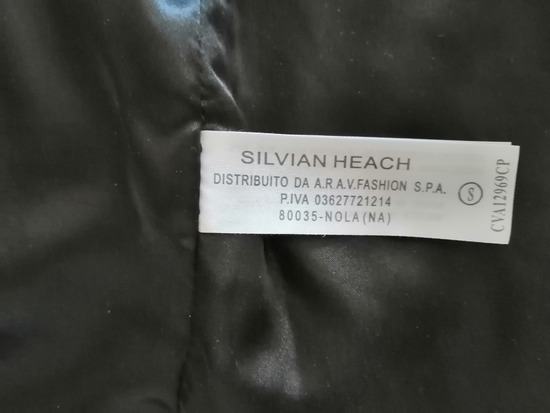 SILVIAN HEACH
DISTRIBUITO DA A.R.A.V.FASHION S.P.A.
P.IVA 03627721214
80035-NOLA(NA)
S
CVA12969CP